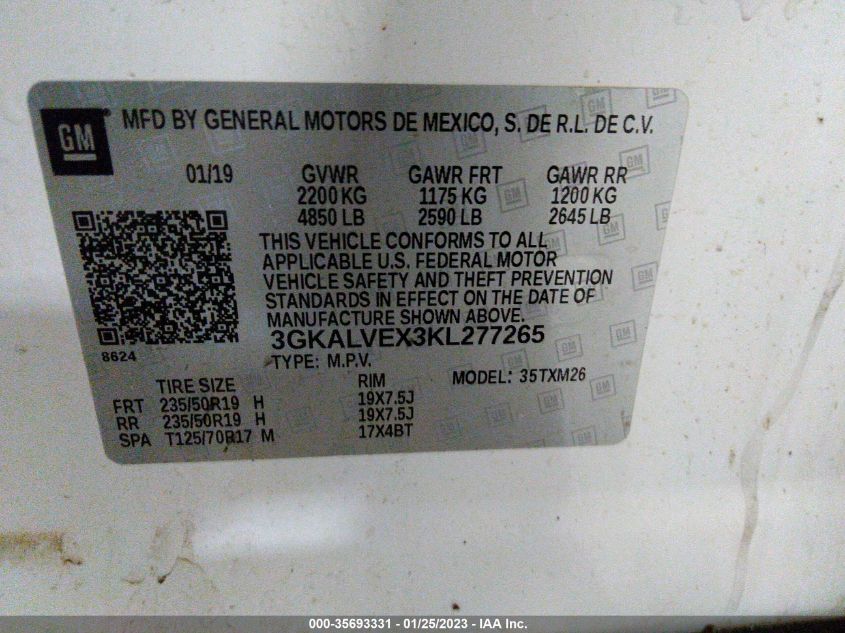 GM
MFD BY GENERAL MOTORS DE MEXICO, S. DE R.L. DE C.V.
01/19 GVWR GAWR FRT GAWR RR
2200 KG 1175 KG 1200 KG
4850 LB 2590 LB 2645 LB
THIS VEHICLE CONFORMS TO ALL
APPLICABLE U.S. FEDERAL MOTOR
VEHICLE SAFETY AND THEFT PREVENTION
STANDARDS IN EFFECT ON THE DATE OF
MANUFACTURE SHOWN ABOVE.
8624
3GKALVEX3KL277265
TYPE: M.P.V.
TIRE SIZE RIM MODEL: 35TXM26
FRT 235/50R19 H 19X7.5J
RR 235/50R19 H 19X7.5J
SPA T125/70R17 M 17X4BT
000-35693331 - 01/25/2023 - IAA Inc.